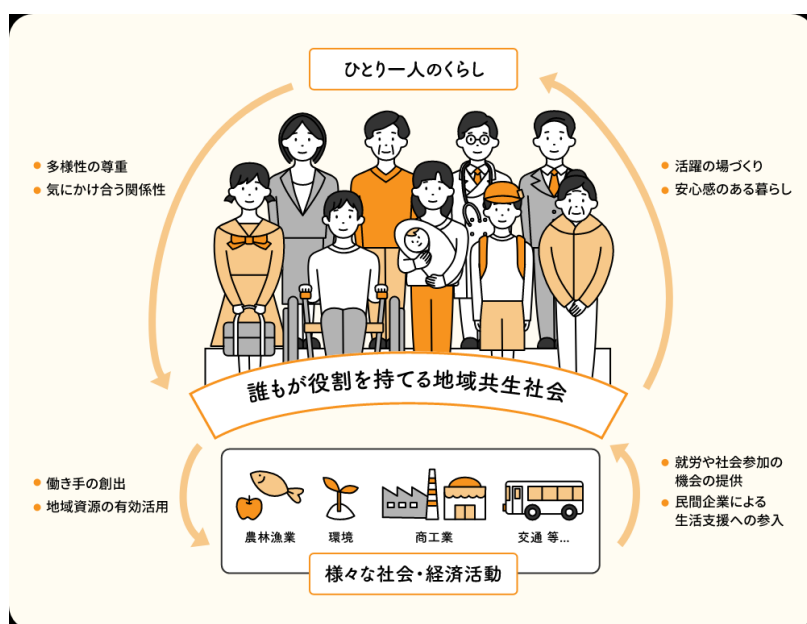 ひとり一人のくらし
● 多様性の尊重
● 気にかけ合う関係性
● 活躍の場づくり
● 安心感のある暮らし
誰もが役割を持てる地域共生社会
● 働き手の創出
● 地域資源の有効活用
● 就労や社会参加の
機会の提供
● 民間企業による
生活支援への参入
農林漁業
環境
商工業
交通 等...
様々な社会・経済活動